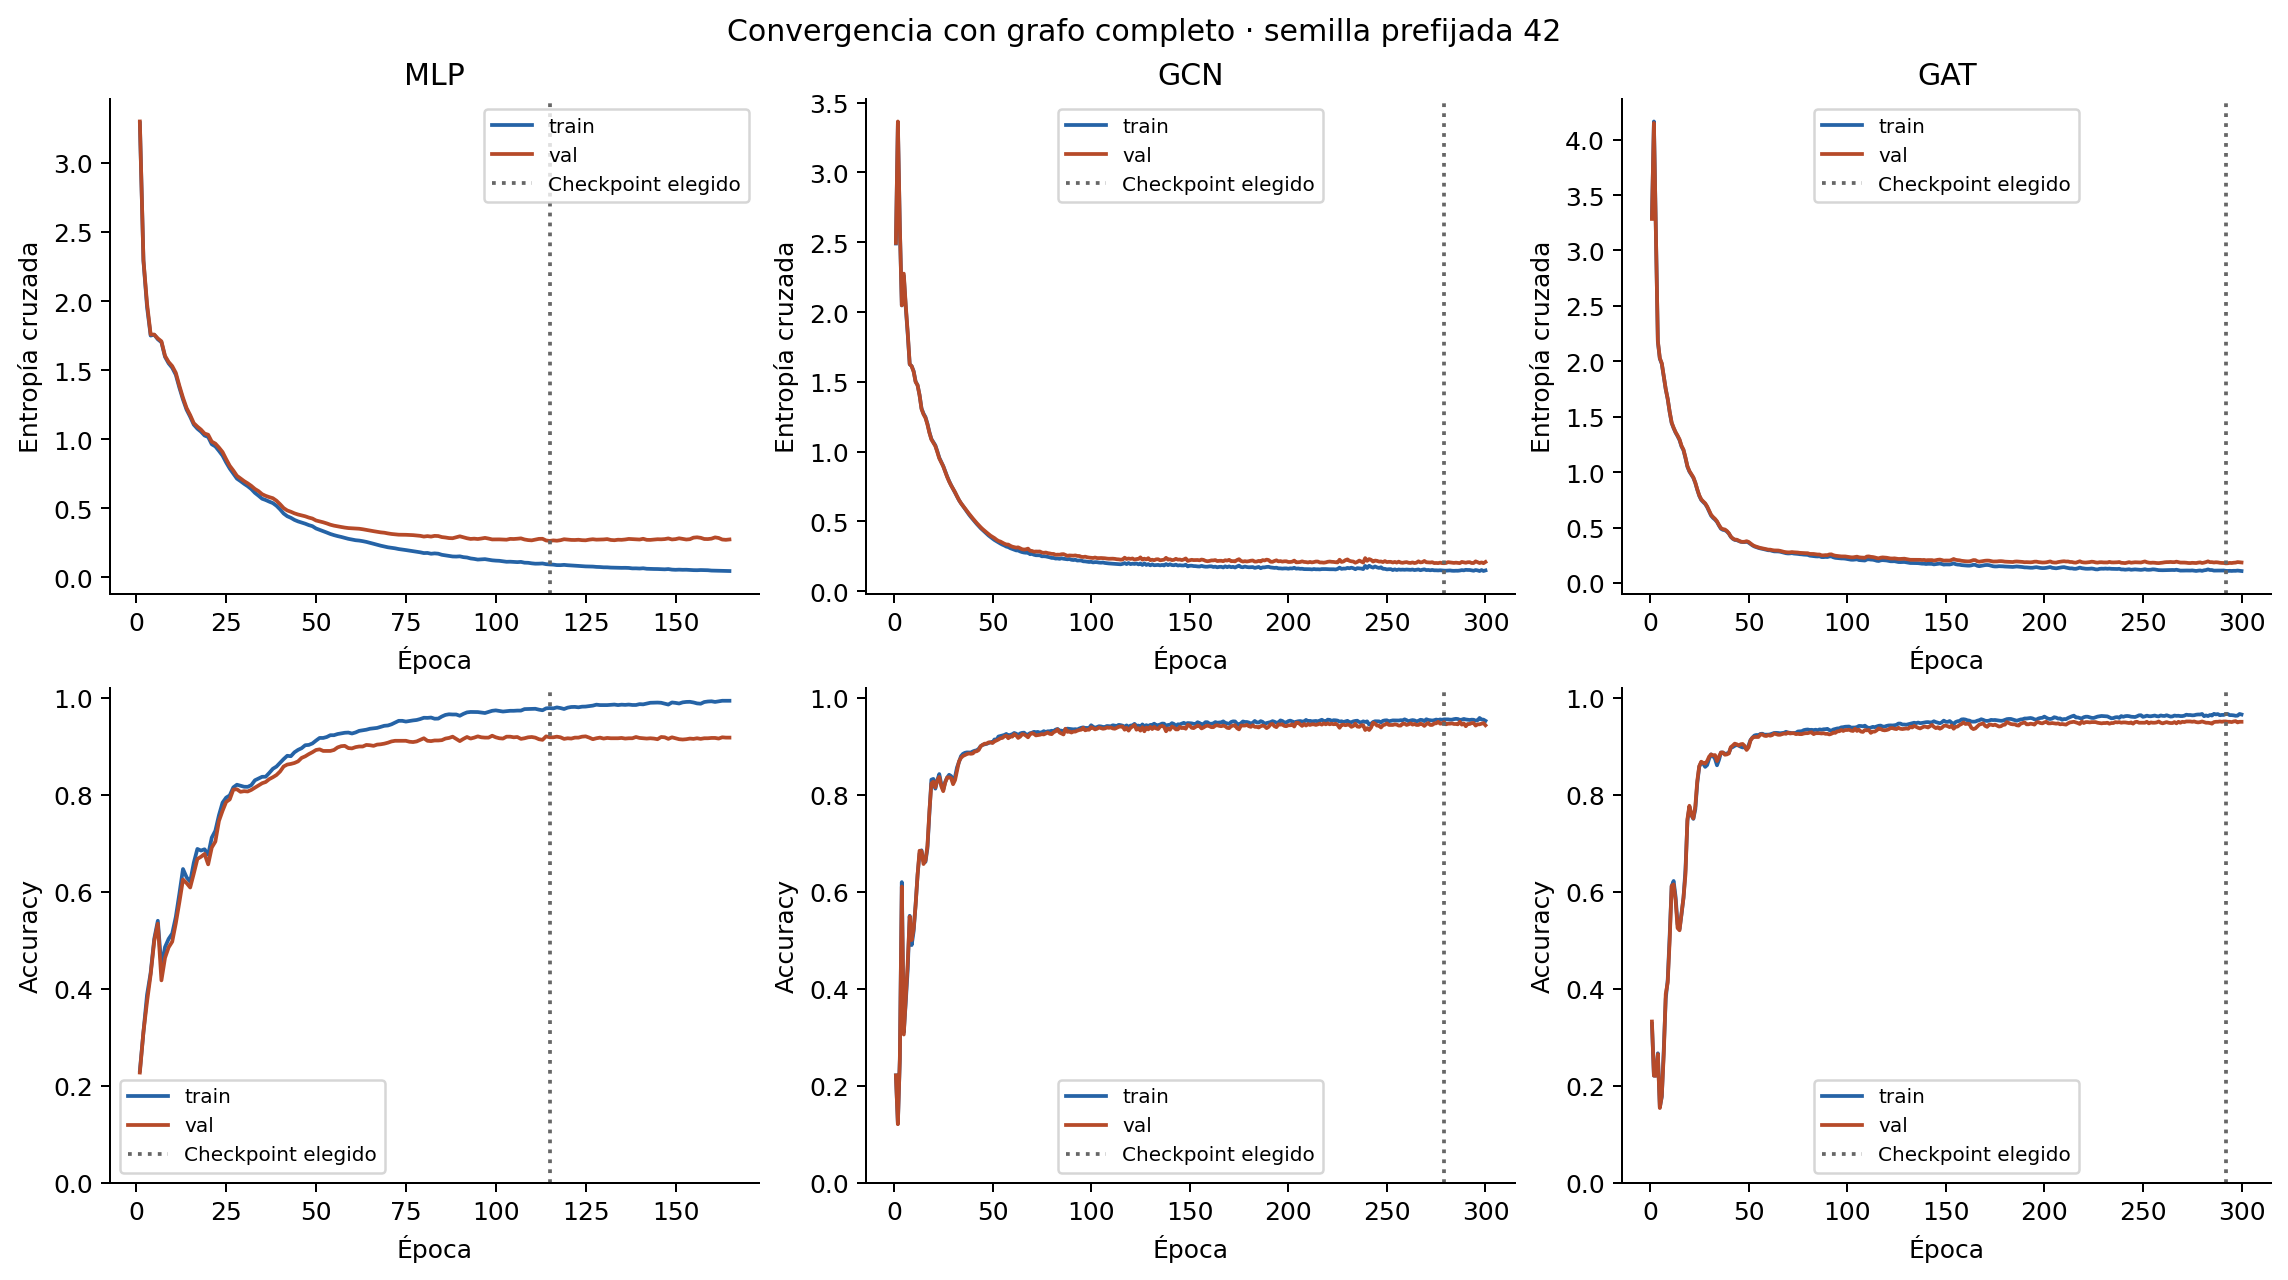 Convergencia con grafo completo · semilla prefijada 42
MLP
GCN
GAT
Entropía cruzada
3.0
2.5
2.0
1.5
1.0
0.5
0.0
train
val
Checkpoint elegido
0 25 50 75 100 125 150
Época
Entropía cruzada
3.5
3.0
2.5
2.0
1.5
1.0
0.5
0.0
train
val
Checkpoint elegido
0 50 100 150 200 250 300
Época
Entropía cruzada
4.0
3.5
3.0
2.5
2.0
1.5
1.0
0.5
0.0
train
val
Checkpoint elegido
0 50 100 150 200 250 300
Época
Accuracy
1.0
0.8
0.6
0.4
0.2
0.0
train
val
Checkpoint elegido
0 25 50 75 100 125 150
Época
Accuracy
1.0
0.8
0.6
0.4
0.2
0.0
train
val
Checkpoint elegido
0 50 100 150 200 250 300
Época
Accuracy
1.0
0.8
0.6
0.4
0.2
0.0
train
val
Checkpoint elegido
0 50 100 150 200 250 300
Época